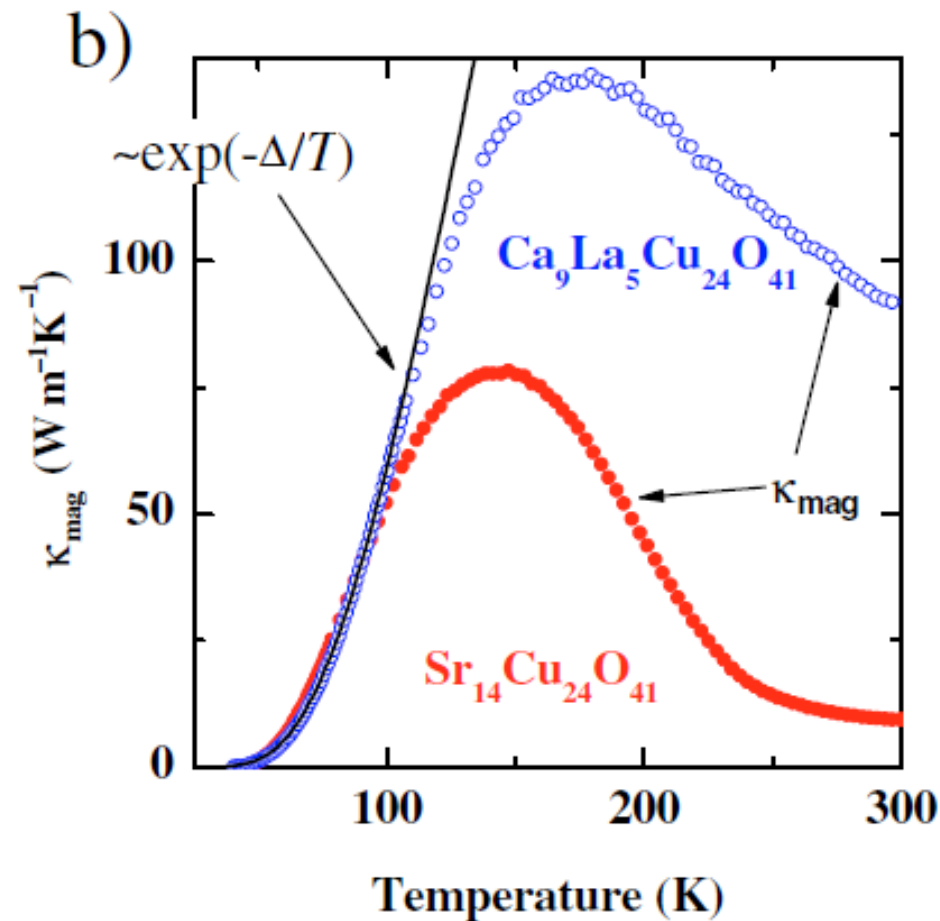 b)
~exp(-Δ/T)
100
50
0
κmag (W m⁻¹K⁻¹)
Ca₉La₅Cu₂₄O₄₁
κmag
Sr₁₄Cu₂₄O₄₁
100 200 300
Temperature (K)